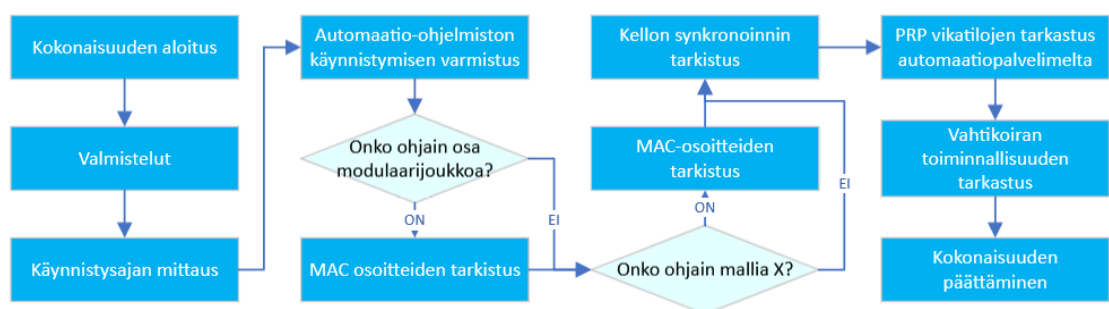 Kokonaisuuden aloitus
Valmistelut
Käynnistysajan mittaus
Automaatio-ohjelmiston
käynnistymisen varmistus
Onko ohjain osa
modulaarijoukkoa?
ON
EI
MAC osoitteiden tarkistus
Onko ohjain mallia X?
ON
EI
MAC-osoitteiden
tarkistus
Kellon synkronoinnin
tarkistus
PRP vikatilojen tarkastus
automaatiopalvelimelta
Vahtikoiran
toiminnallisuuden
tarkastus
Kokonaisuuden
päättäminen